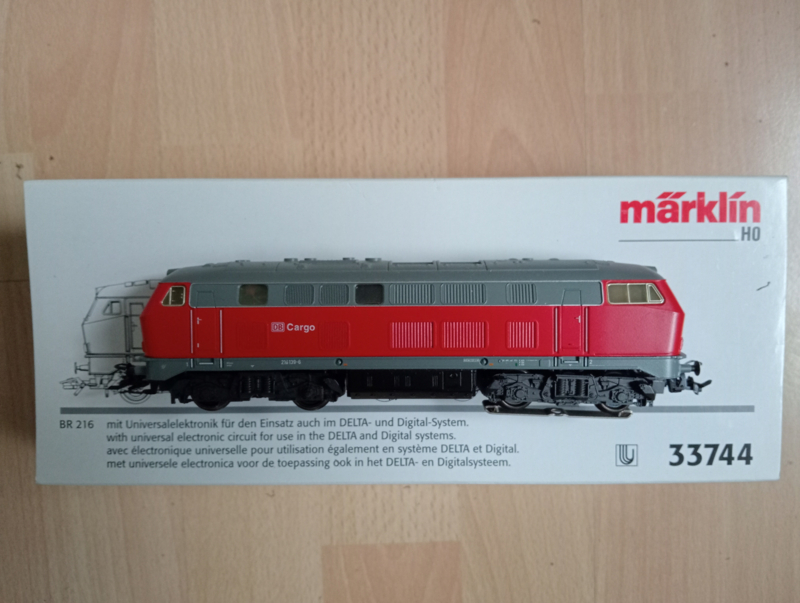 märklin
HO
DB Cargo
BR 216
mit Universalelektronik für den Einsatz auch im DELTA- und Digital-System.
with universal electronic circuit for use in the DELTA and Digital systems.
avec électronique universelle pour utilisation également en système DELTA et Digital.
met universele electronica voor de toepassing ook in het DELTA- en Digitalsysteem.
U
33744